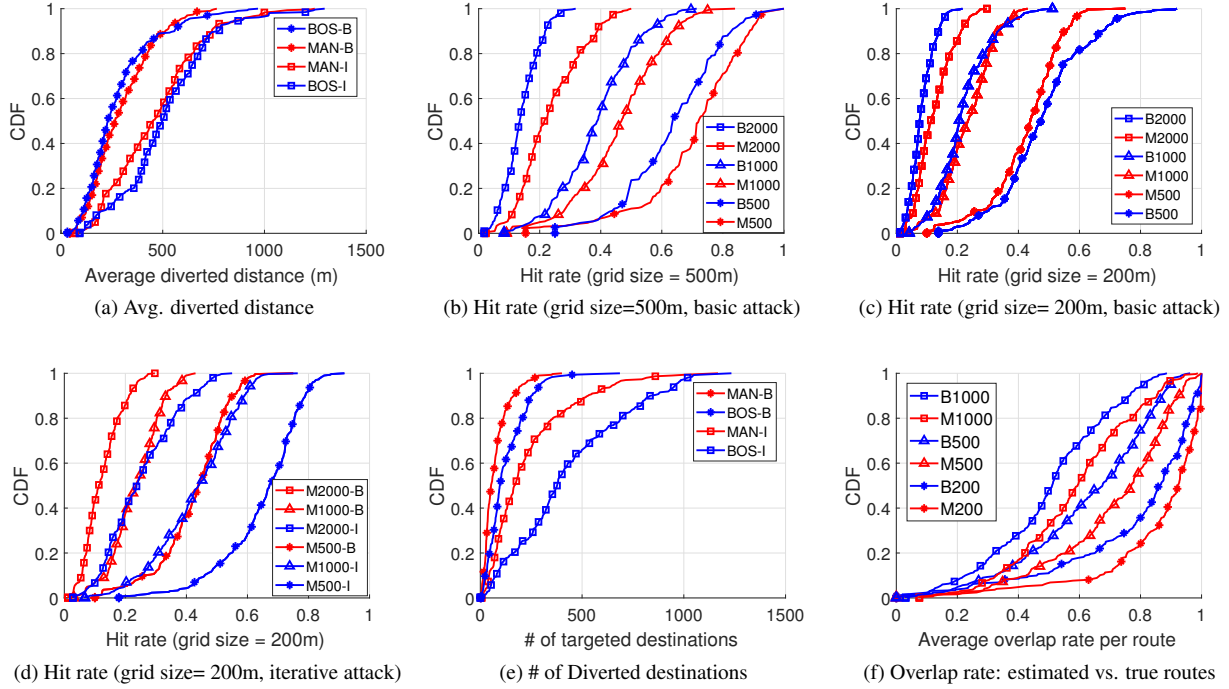 CDF
1
0.8
0.6
0.4
0.2
0
0 500 1000 1500
Average diverted distance (m)
BOS-B
MAN-B
MAN-I
BOS-I
(a) Avg. diverted distance
CDF
1
0.8
0.6
0.4
0.2
0
0 0.2 0.4 0.6 0.8 1
Hit rate (grid size = 500m)
B2000
M2000
B1000
M1000
B500
M500
(b) Hit rate (grid size=500m, basic attack)
CDF
1
0.8
0.6
0.4
0.2
0
0 0.2 0.4 0.6 0.8 1
Hit rate (grid size = 200m)
B2000
M2000
B1000
M1000
M500
B500
(c) Hit rate (grid size= 200m, basic attack)
CDF
1
0.8
0.6
0.4
0.2
0
0 0.2 0.4 0.6 0.8 1
Hit rate (grid size = 200m)
M2000-B
M1000-B
M2000-I
M500-B
M1000-I
M500-I
(d) Hit rate (grid size= 200m, iterative attack)
CDF
1
0.8
0.6
0.4
0.2
0
0 500 1000 1500
# of targeted destinations
MAN-B
BOS-B
MAN-I
BOS-I
(e) # of Diverted destinations
CDF
1
0.8
0.6
0.4
0.2
0
0 0.2 0.4 0.6 0.8 1
Average overlap rate per route
B1000
M1000
B500
M500
B200
M200
(f) Overlap rate: estimated vs. true routes